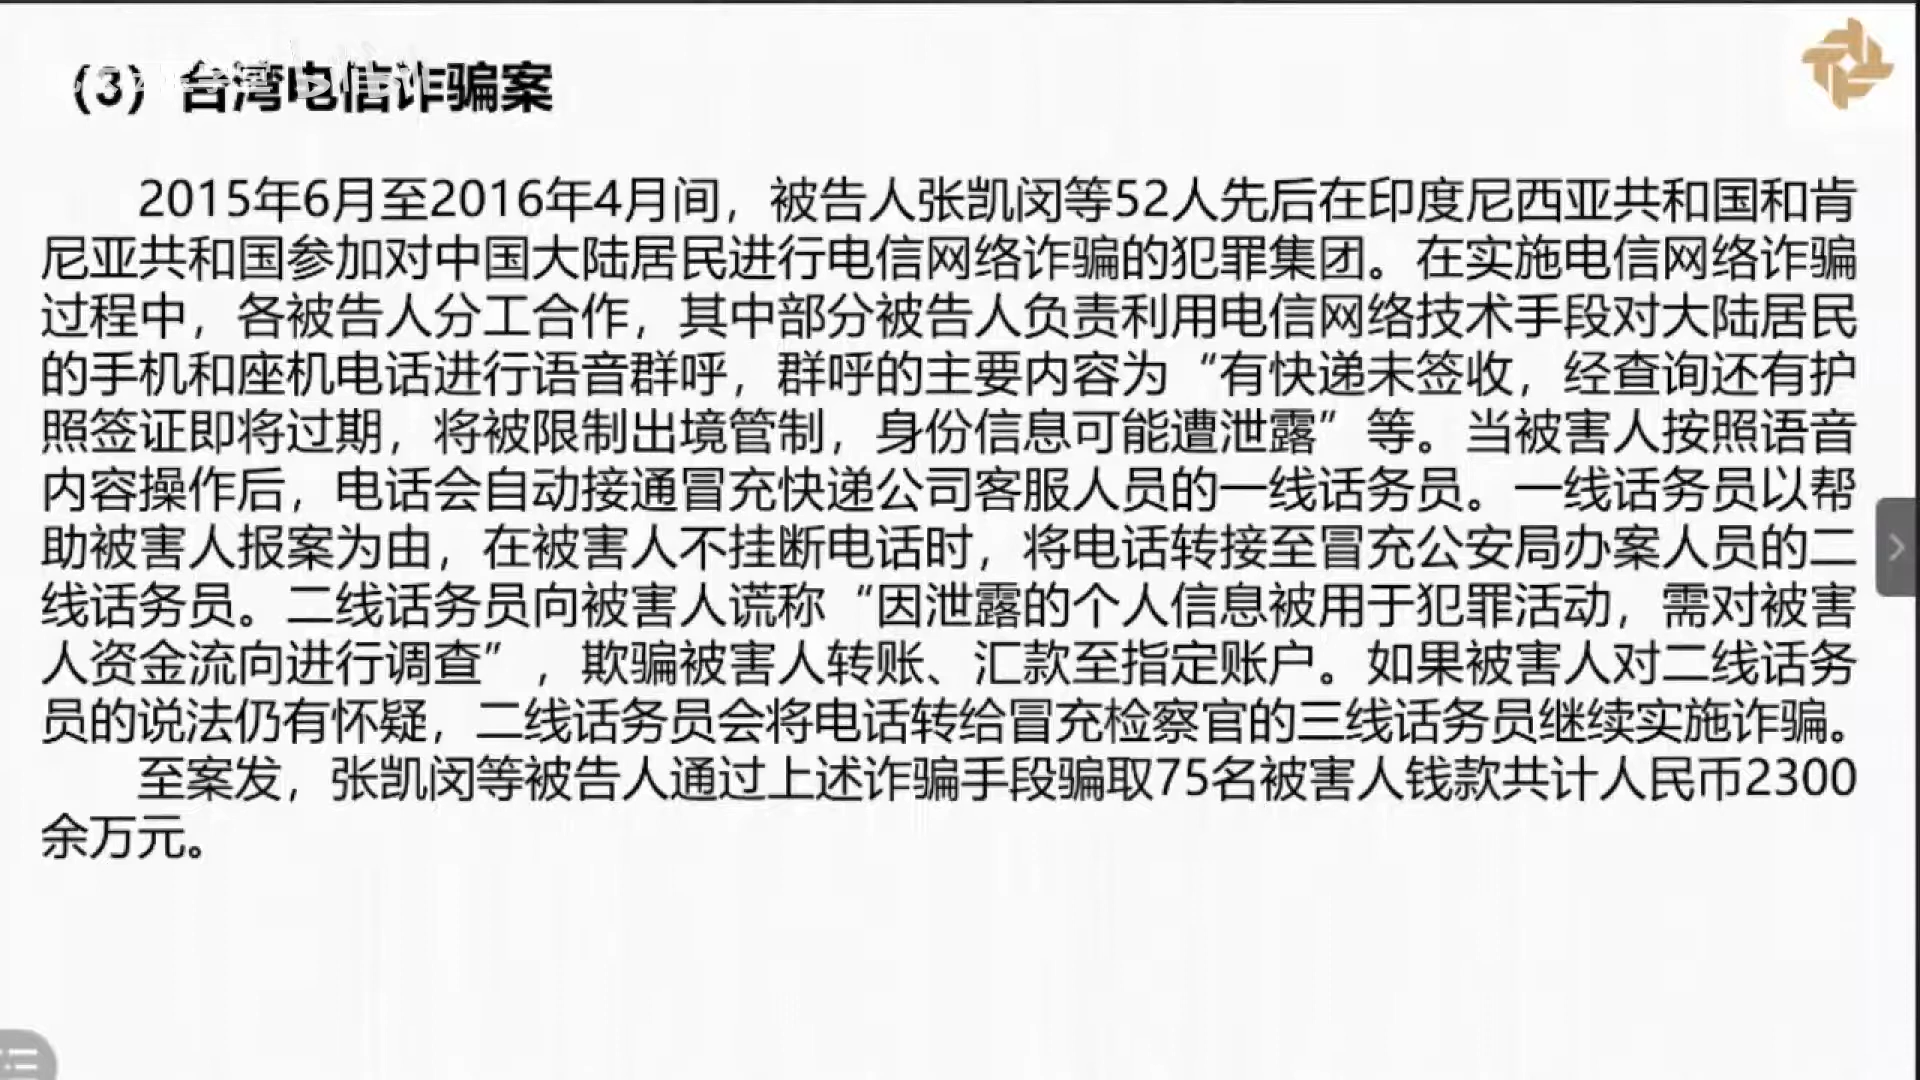 (3) 台湾电信诈骗案
2015年6月至2016年4月间，被告人张凯闵等52人先后在印度尼西亚共和国和肯
尼亚共和国参加对中国大陆居民进行电信网络诈骗的犯罪集团。在实施电信网络诈骗
过程中，各被告人分工合作，其中部分被告人负责利用电信网络技术手段对大陆居民
的手机和座机电话进行语音群呼，群呼的主要内容为“有快递未签收，经查询还有护
照签证即将过期，将被限制出境管制，身份信息可能遭泄露”等。当被害人按照语音
内容操作后，电话会自动接通冒充快递公司客服人员的一线话务员。一线话务员以帮
助被害人报案为由，在被害人不挂断电话时，将电话转接至冒充公安局办案人员的二
线话务员。二线话务员向被害人谎称“因泄露的个人信息被用于犯罪活动，需对被害
人资金流向进行调查”，欺骗被害人转账、汇款至指定账户。如果被害人对二线话务
员的说法仍有怀疑，二线话务员会将电话转给冒充检察官的三线话务员继续实施诈骗。
至案发，张凯闵等被告人通过上述诈骗手段骗取75名被害人钱款共计人民币2300
余万元。